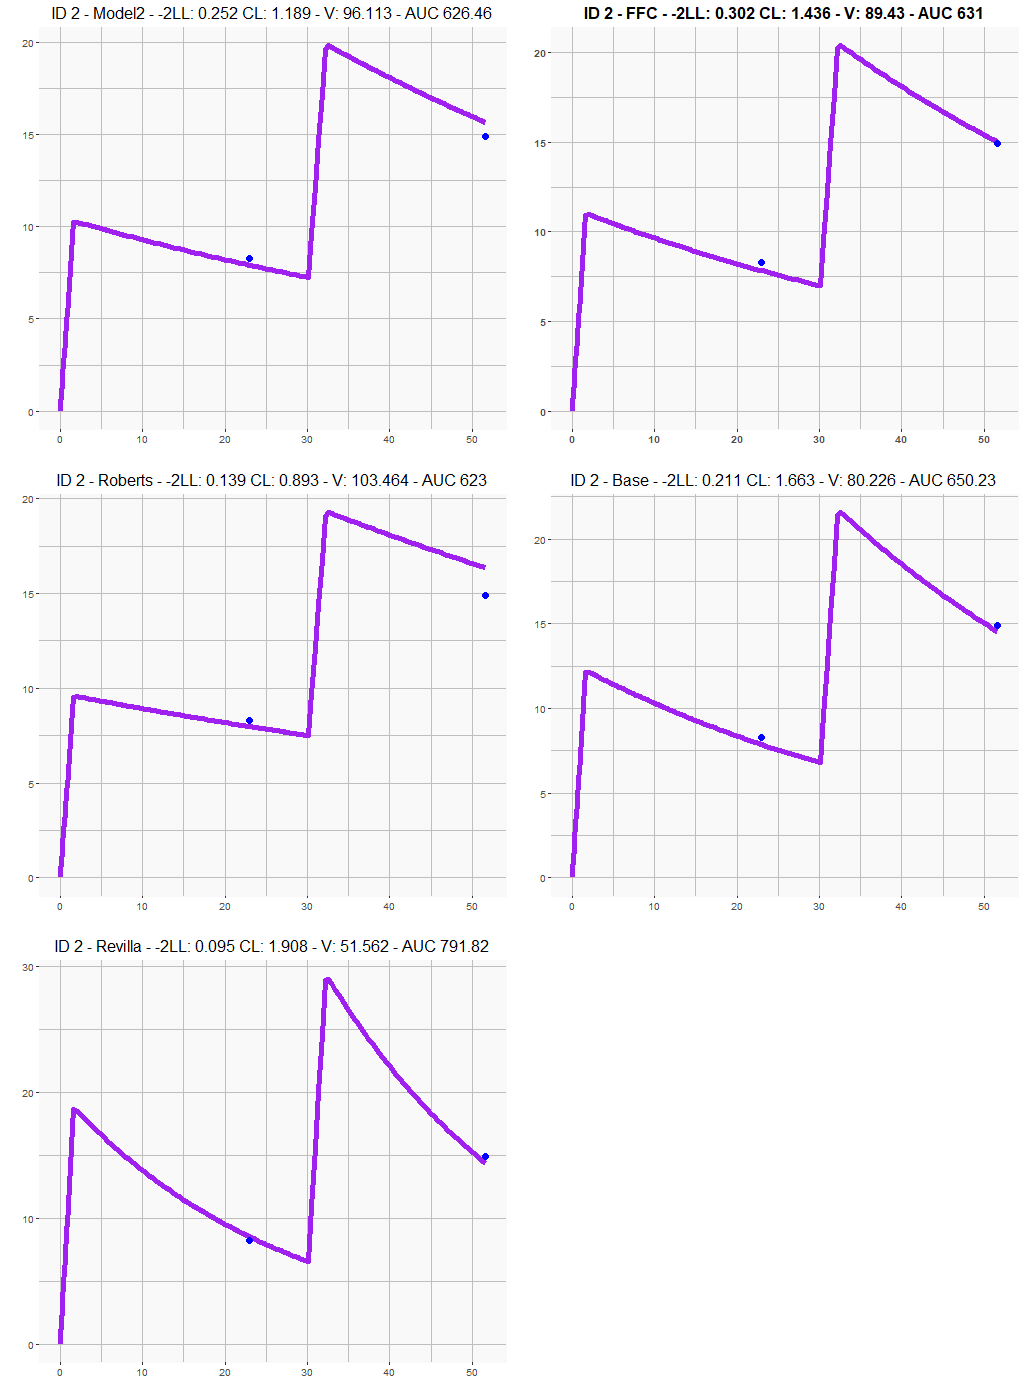 ID 2 - Model2 - -2LL: 0.252 CL: 1.189 - V: 96.113 - AUC 626.46
20
15
10
5
0
0 10 20 30 40 50
ID 2 - FFC - -2LL: 0.302 CL: 1.436 - V: 89.43 - AUC 631
20
15
10
5
0
0 10 20 30 40 50
ID 2 - Roberts - -2LL: 0.139 CL: 0.893 - V: 103.464 - AUC 623
20
15
10
5
0
0 10 20 30 40 50
ID 2 - Base - -2LL: 0.211 CL: 1.663 - V: 80.226 - AUC 650.23
20
15
10
5
0
0 10 20 30 40 50
ID 2 - Revilla - -2LL: 0.095 CL: 1.908 - V: 51.562 - AUC 791.82
30
20
10
0
0 10 20 30 40 50